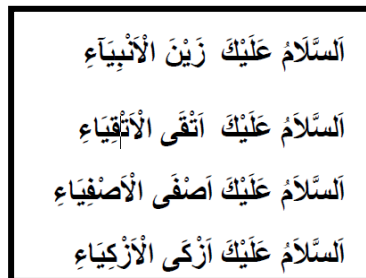 اَلسَّلَامُ عَلَيْكَ زَيْنَ الْاَنْبِيَآءِ
اَلسَّلَامُ عَلَيْكَ اَتْقَى الْاَتْقِيَاءِ
اَلسَّلَامُ عَلَيْكَ اَصْفَى الْاَصْفِيَاءِ
اَلسَّلَامُ عَلَيْكَ اَزْكَى الْاَزْكِيَاءِ